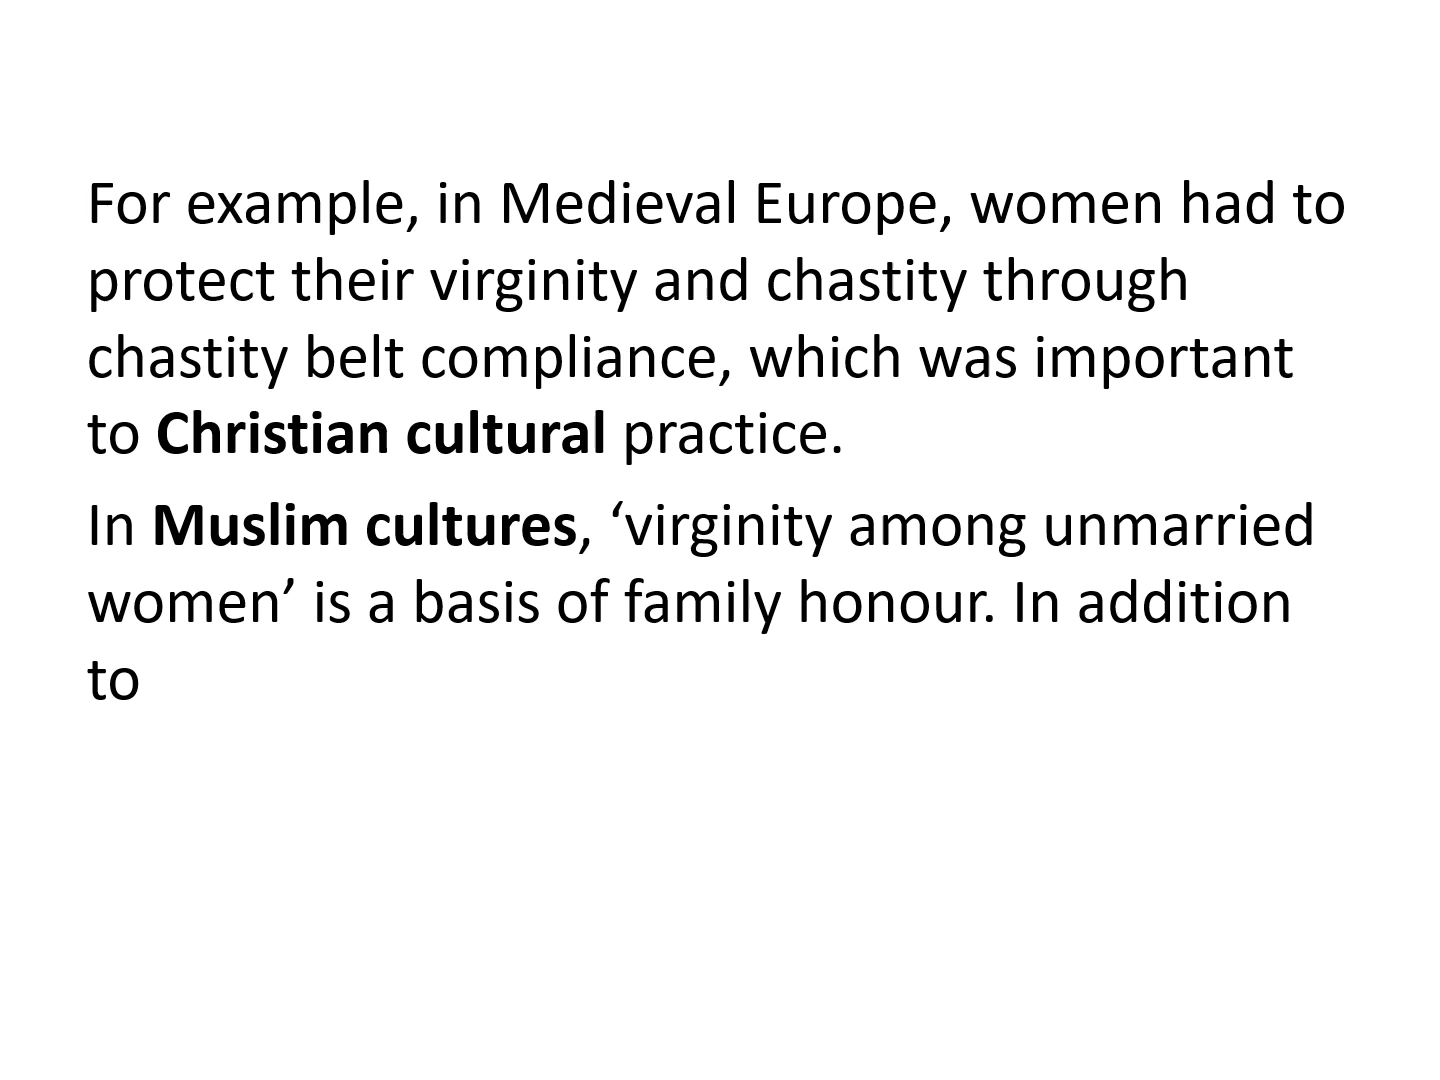 For example, in Medieval Europe, women had to
protect their virginity and chastity through
chastity belt compliance, which was important
to Christian cultural practice.
In Muslim cultures, ‘virginity among unmarried
women’ is a basis of family honour. In addition
to